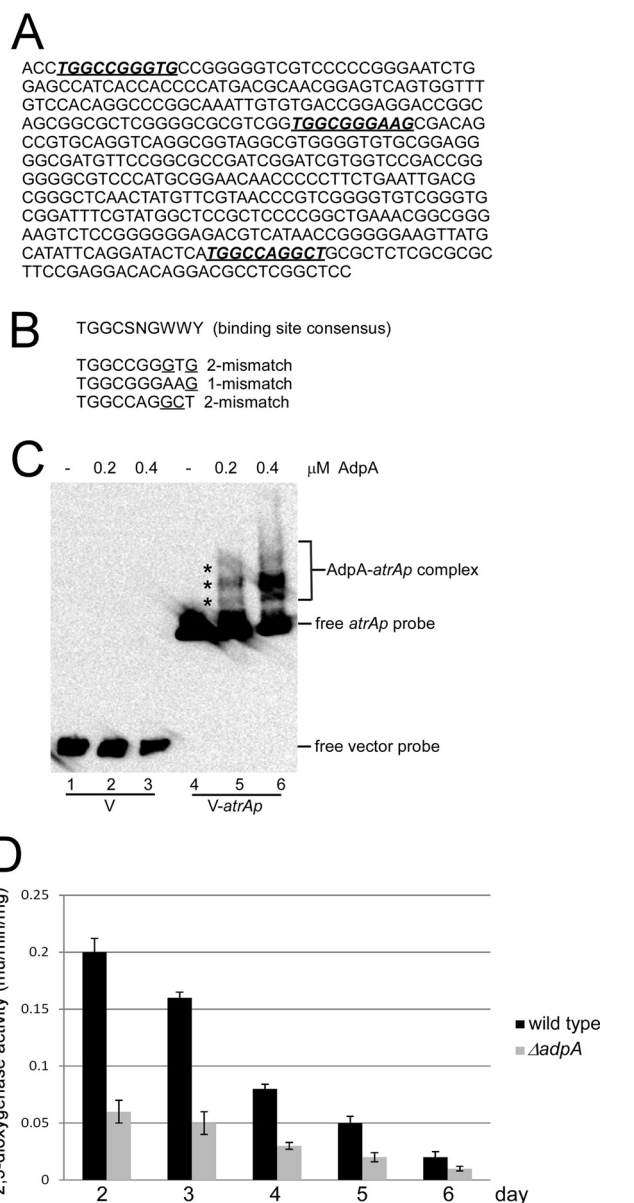 A
ACCTGGCCGGGTGCCGGGGGTCGTCCCCCGGGAATCTG
GAGCCATCACCACCCCATGACGCAACGGAGTCAGTGGTTT
GTCCACAGGCCCGGCAAATTGTGTGACCGGAGGACCGGC
AGCGGCGCTCGGGGCGCGTCGGTGGCGGGAAGCGACAG
CCGTGCAGGTCAGGCGGTAGGCGTGGGGTGTGCGGAGG
GGCGATGTTCCGGCGCCGATCGGATCGTGGTCCGACCGG
GGGGCGTCCCATGCGGAACAACCCCCTTCTGAATTGACG
CGGGCTCAACTATGTTCGTAACCCGTCGGGGTGTCGGGTG
CGGATTTCGTATGGCTCCGCTCCCCGGCTGAAACGGCGGG
AAGTCTCCGGGGGGAGACGTCATAACCGGGGGAAGTTATG
CATATTCAGGATACTCATGGCCAGGCTGCGCTCTCGCGCGC
TTCCGAGGACACAGGACGCCTCGGCTCC
B
TGGCSNGWWY (binding site consensus)
TGGCCGGGTG 2-mismatch
TGGCGGGAAG 1-mismatch
TGGCCAGGCT 2-mismatch
C
- 0.2 0.4 - 0.2 0.4 µM AdpA
*
*
*
AdpA-atrAp complex
free atrAp probe
free vector probe
1 2 3 4 5 6
V V-atrAp
D
0.25
0.2
0.15
0.1
0.05
0
2 3 4 5 6 day
wild type
ΔadpA